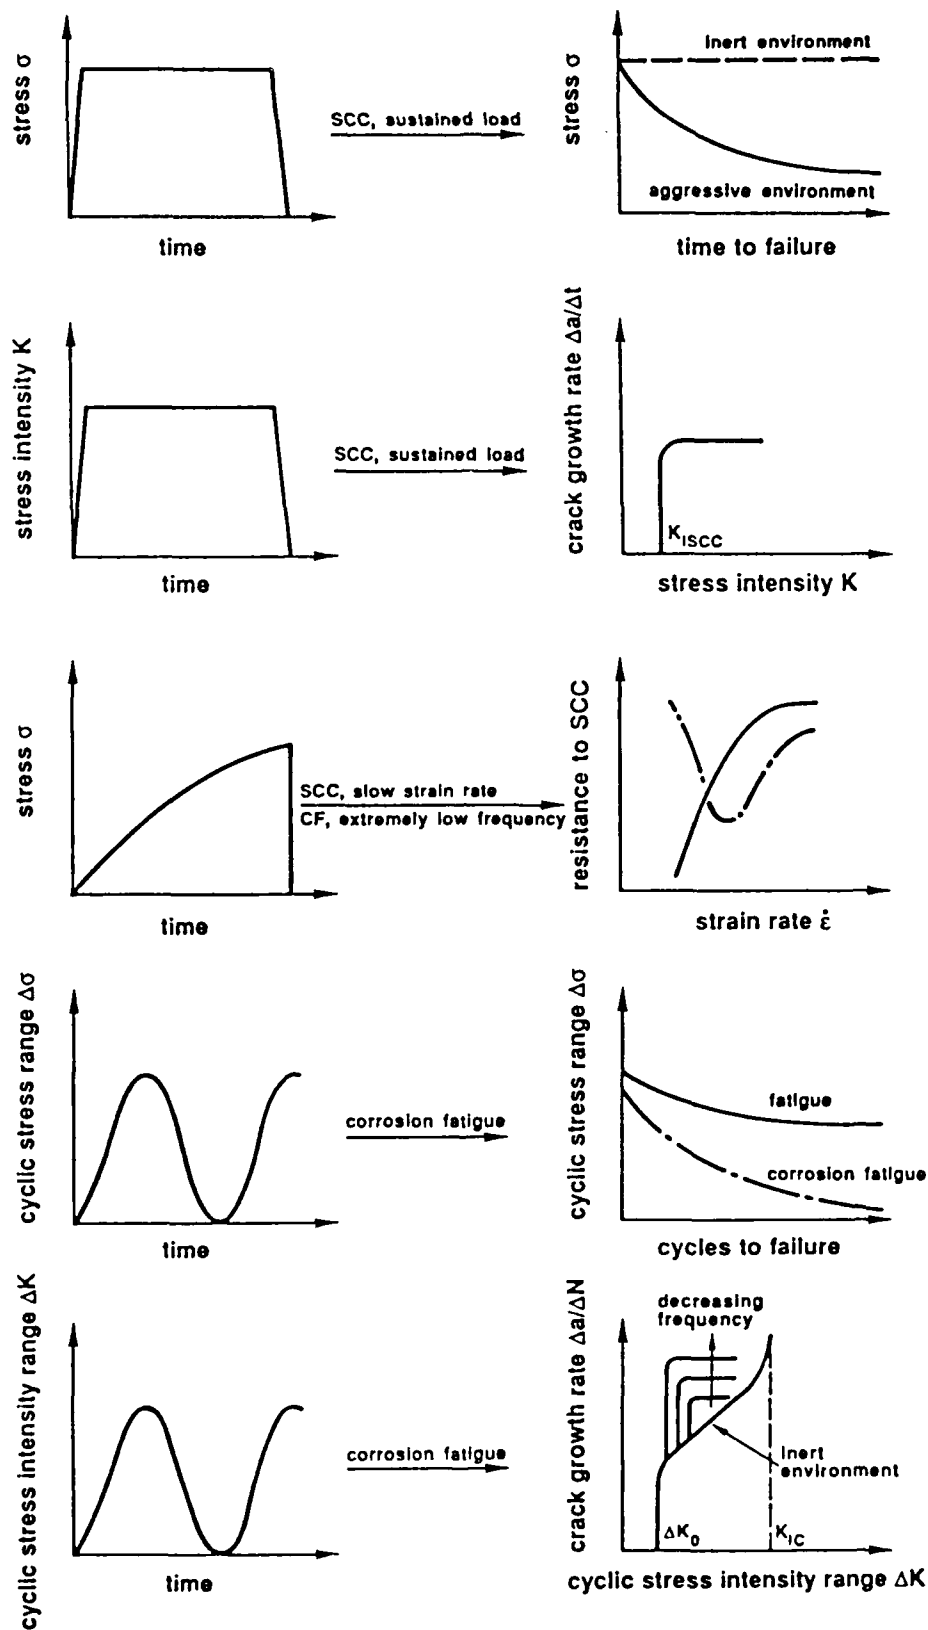 stress σ
time
SCC, sustained load
stress σ
inert environment
aggressive environment
time to failure
stress intensity K
time
SCC, sustained load
crack growth rate Δa/Δt
K_ISCC
stress intensity K
stress σ
time
SCC, slow strain rate
CF, extremely low frequency
resistance to SCC
strain rate ε̇
cyclic stress range Δσ
time
corrosion fatigue
cyclic stress range Δσ
fatigue
corrosion fatigue
cycles to failure
cyclic stress intensity range ΔK
time
corrosion fatigue
crack growth rate Δa/ΔN
decreasing
frequency
inert
environment
ΔK₀
K_IC
cyclic stress intensity range ΔK